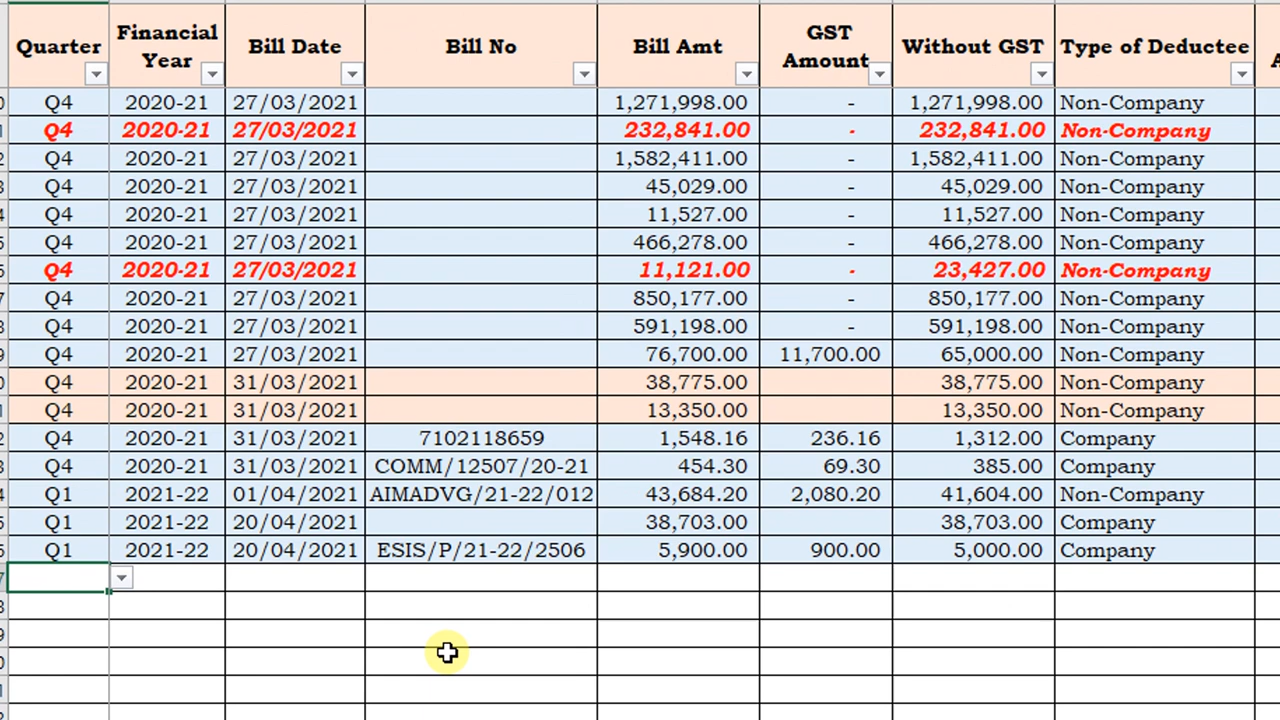 Quarter Financial Year Bill Date Bill No Bill Amt GST Amount Without GST Type of Deductee
Q4 2020-21 27/03/2021 1,271,998.00 - 1,271,998.00 Non-Company
Q4 2020-21 27/03/2021 232,841.00 - 232,841.00 Non-Company
Q4 2020-21 27/03/2021 1,582,411.00 - 1,582,411.00 Non-Company
Q4 2020-21 27/03/2021 45,029.00 - 45,029.00 Non-Company
Q4 2020-21 27/03/2021 11,527.00 - 11,527.00 Non-Company
Q4 2020-21 27/03/2021 466,278.00 - 466,278.00 Non-Company
Q4 2020-21 27/03/2021 11,121.00 - 23,427.00 Non-Company
Q4 2020-21 27/03/2021 850,177.00 - 850,177.00 Non-Company
Q4 2020-21 27/03/2021 591,198.00 - 591,198.00 Non-Company
Q4 2020-21 27/03/2021 76,700.00 11,700.00 65,000.00 Non-Company
Q4 2020-21 31/03/2021 38,775.00 38,775.00 Non-Company
Q4 2020-21 31/03/2021 13,350.00 13,350.00 Non-Company
Q4 2020-21 31/03/2021 7102118659 1,548.16 236.16 1,312.00 Company
Q4 2020-21 31/03/2021 COMM/12507/20-21 454.30 69.30 385.00 Company
Q1 2021-22 01/04/2021 AIMADVG/21-22/012 43,684.20 2,080.20 41,604.00 Company
Q1 2021-22 20/04/2021 38,703.00 38,703.00 Company
Q1 2021-22 20/04/2021 ESIS/P/21-22/2506 5,900.00 900.00 5,000.00 Company